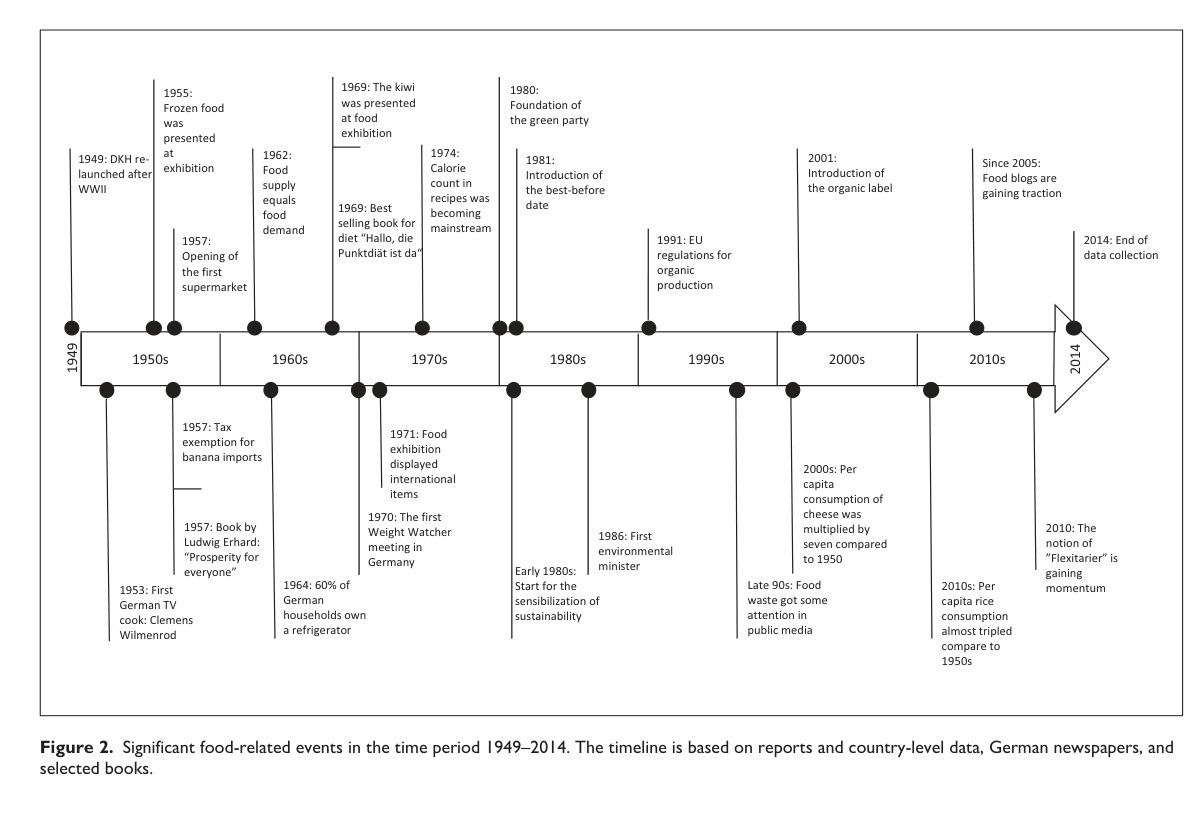 1955:
Frozen food
was
presented
at
exhibition
1969: The kiwi
was presented
at food
exhibition
1980:
Foundation of
the green party
1949: DKH re-
launched after
WWII
1962:
Food
supply
equals
food
demand
1974:
Calorie
count in
recipes was
becoming
mainstream
1981:
Introduction of
the best-before
date
2001:
Introduction of
the organic label
Since 2005:
Food blogs are
gaining traction
1969: Best
selling book for
diet “Hallo, die
Punktdiät ist da“
1957:
Opening of
the first
supermarket
1991: EU
regulations for
organic
production
2014: End of
data collection
1949
1950s
1960s
1970s
1980s
1990s
2000s
2010s
2014
1957: Tax
exemption for
banana imports
1971: Food
exhibition
displayed
international
items
2000s: Per
capita
consumption of
cheese was
multiplied by
seven compared
to 1950
1970: The first
Weight Watcher
meeting in
Germany
1957: Book by
Ludwig Erhard:
“Prosperity for
everyone”
1986: First
environmental
minister
2010: The
notion of
”Flexitarier” is
gaining
momentum
Early 1980s:
Start for the
sensibilization of
sustainability
1953: First
German TV
cook: Clemens
Wilmenrod
1964: 60% of
German
households own
a refrigerator
Late 90s: Food
waste got some
attention in
public media
2010s: Per
capita rice
consumption
almost tripled
compare to
1950s
Figure 2. Significant food-related events in the time period 1949–2014. The timeline is based on reports and country-level data, German newspapers, and
selected books.